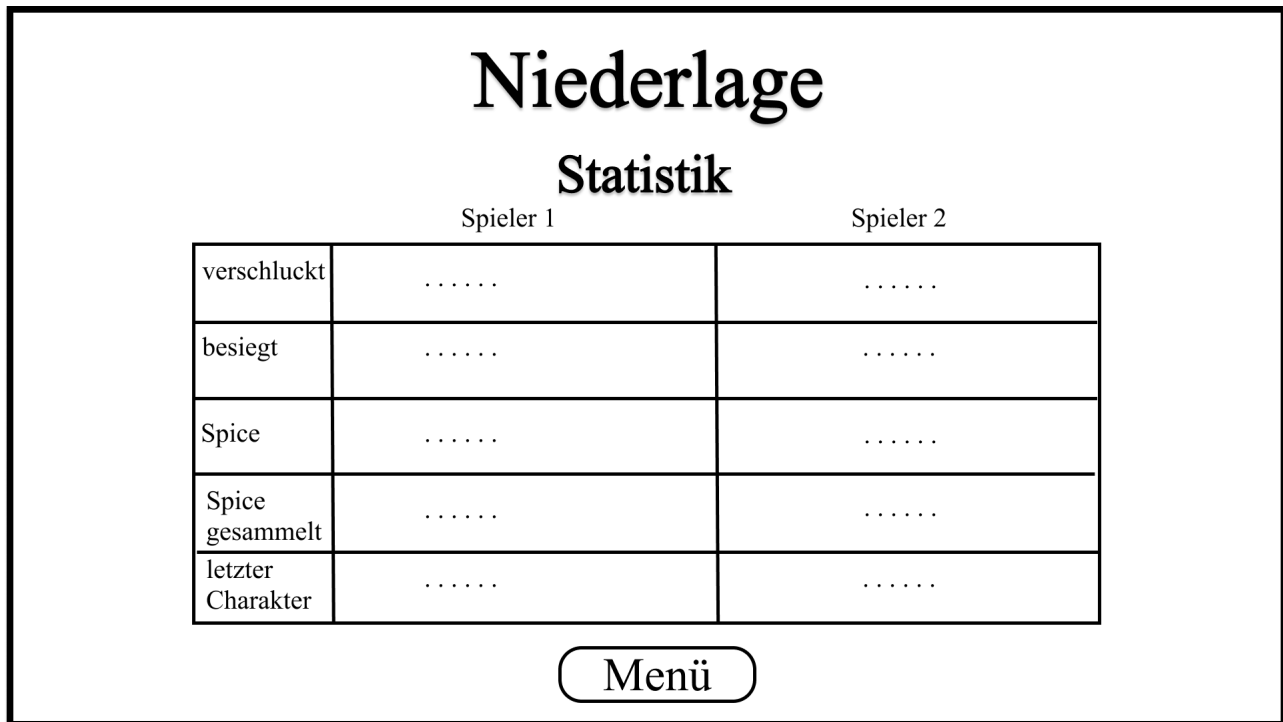 Niederlage
Statistik
Spieler 1 Spieler 2
verschluckt . . . . . . . . . . . .
besiegt . . . . . . . . . . . .
Spice . . . . . . . . . . . .
Spice
gesammelt . . . . . . . . . . . .
letzter
Charakter . . . . . . . . . . . .
Menü